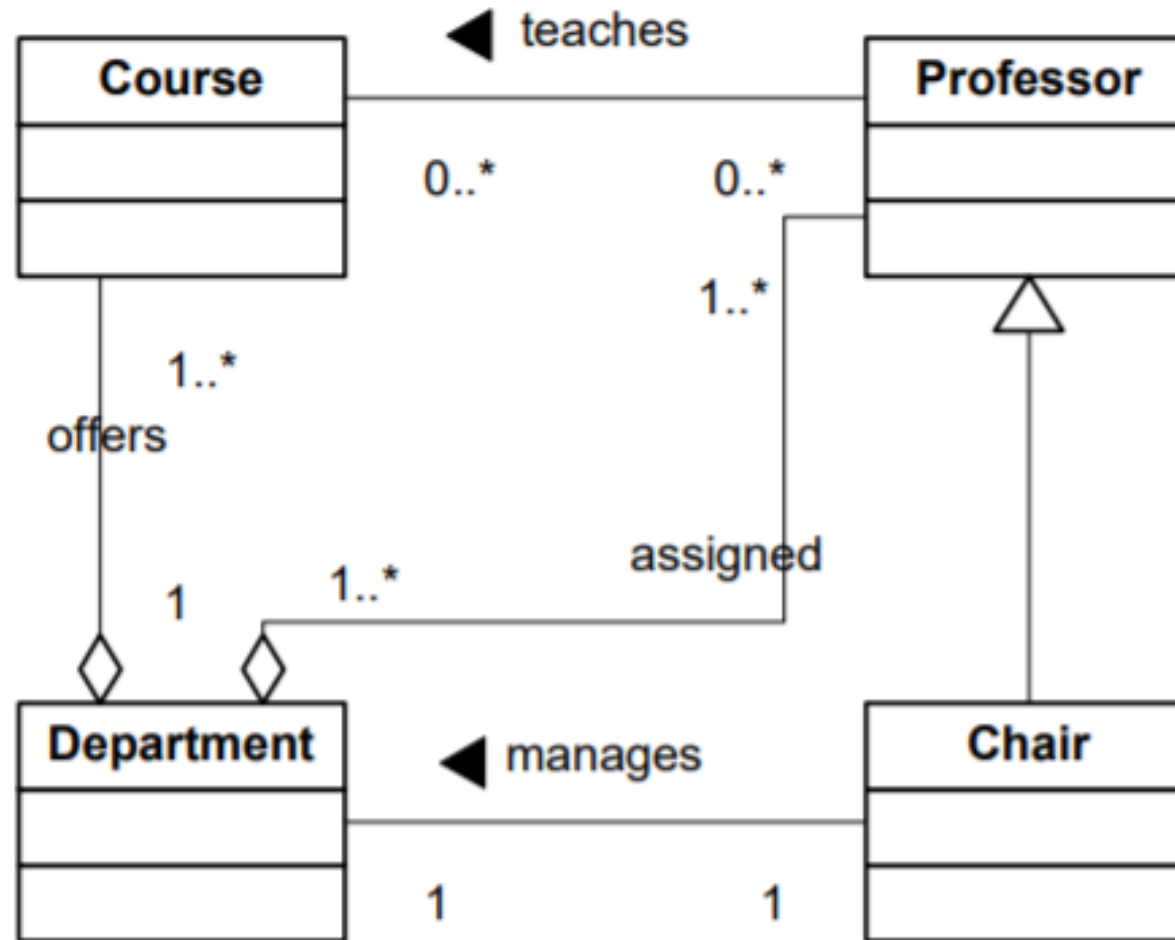 teaches
Course
Professor
0..*
0..*
1..*
1..*
offers
assigned
1..*
1
Department
manages
Chair
1
1